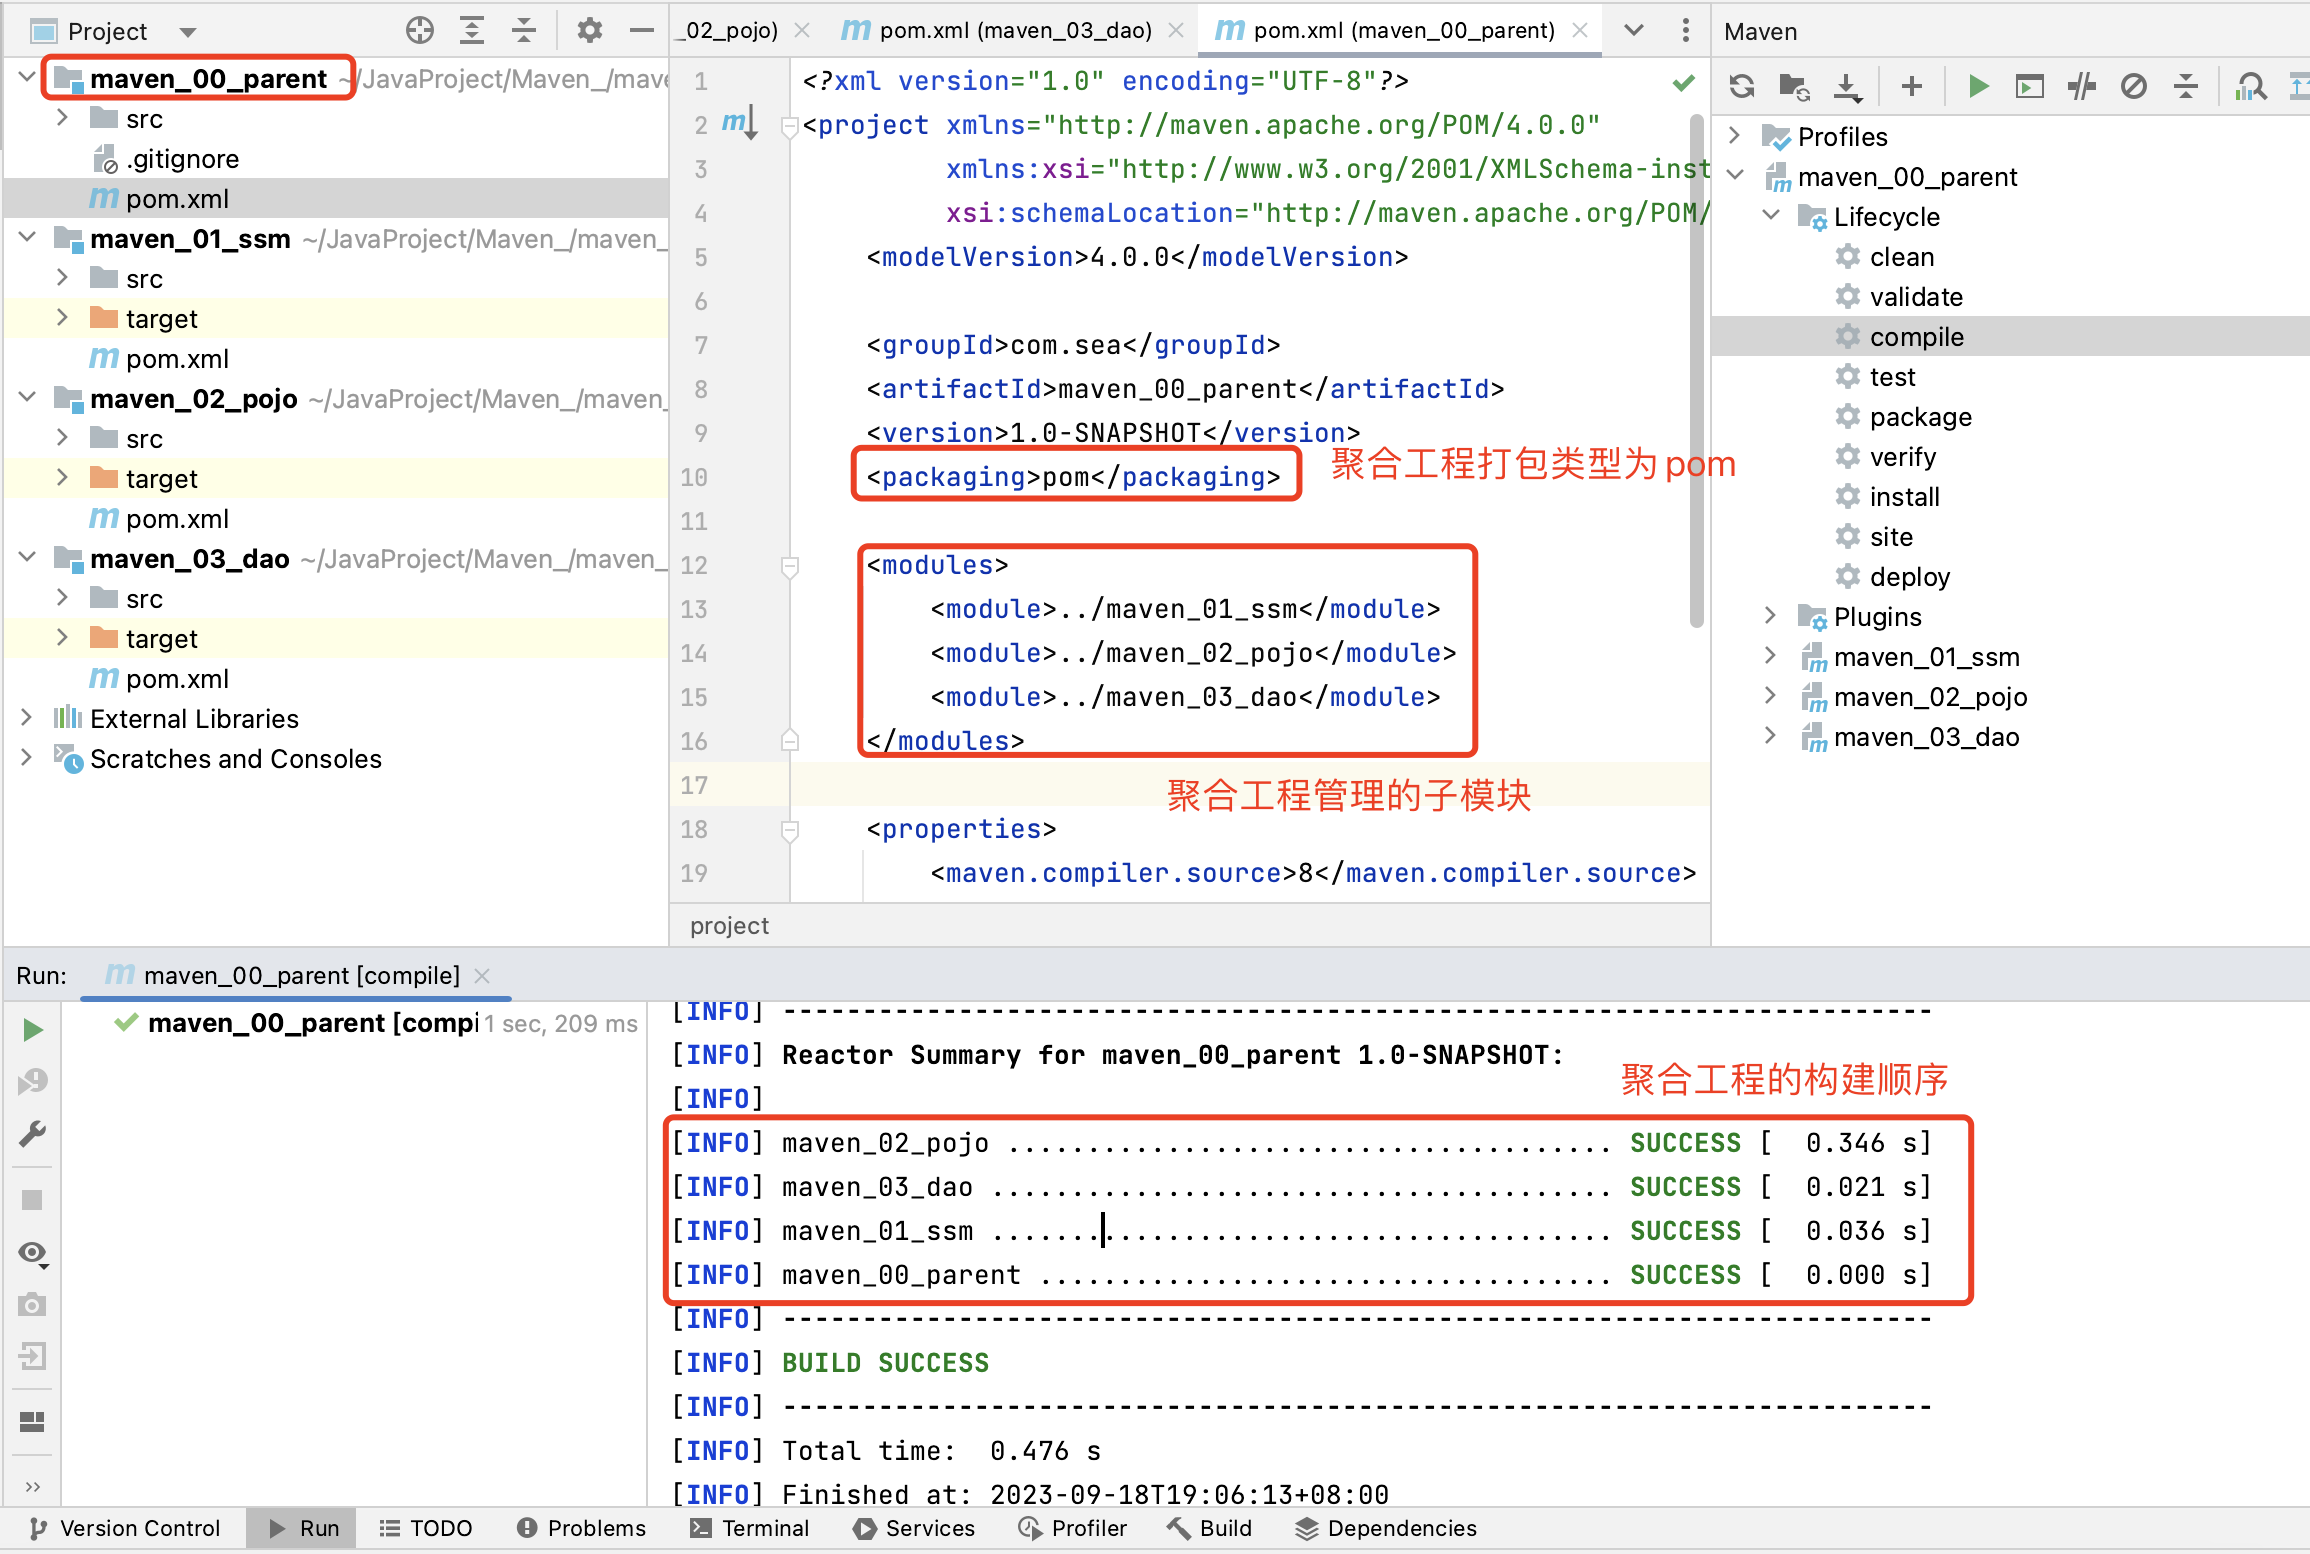 Project
_02_pojo)
pom.xml (maven_03_dao)
pom.xml (maven_00_parent)
Maven
maven_00_parent ~/JavaProject/Maven_/mave
src
.gitignore
pom.xml
maven_01_ssm ~/JavaProject/Maven_/maven_
src
target
pom.xml
maven_02_pojo ~/JavaProject/Maven_/maven_
src
target
pom.xml
maven_03_dao ~/JavaProject/Maven_/maven_
src
target
pom.xml
External Libraries
Scratches and Consoles
1 <?xml version="1.0" encoding="UTF-8"?>
2 <project xmlns="http://maven.apache.org/POM/4.0.0"
3 xmlns:xsi="http://www.w3.org/2001/XMLSchema-inst
4 xsi:schemaLocation="http://maven.apache.org/POM/
5 <modelVersion>4.0.0</modelVersion>
6
7 <groupId>com.sea</groupId>
8 <artifactId>maven_00_parent</artifactId>
9 <version>1.0-SNAPSHOT</version>
10 <packaging>pom</packaging>
聚合工程打包类型为pom
11
12 <modules>
13 <module>../maven_01_ssm</module>
14 <module>../maven_02_pojo</module>
15 <module>../maven_03_dao</module>
16 </modules>
17
聚合工程管理的子模块
18 <properties>
19 <maven.compiler.source>8</maven.compiler.source>
project
Profiles
maven_00_parent
Lifecycle
clean
validate
compile
test
package
verify
install
site
deploy
Plugins
maven_01_ssm
maven_02_pojo
maven_03_dao
Run: maven_00_parent [compile]
maven_00_parent [compi 1 sec, 209 ms
[INFO] ------------------------------------------------------------------------
[INFO] Reactor Summary for maven_00_parent 1.0-SNAPSHOT:
聚合工程的构建顺序
[INFO]
[INFO] maven_02_pojo ...................................... SUCCESS [  0.346 s]
[INFO] maven_03_dao ....................................... SUCCESS [  0.021 s]
[INFO] maven_01_ssm ....................................... SUCCESS [  0.036 s]
[INFO] maven_00_parent .................................... SUCCESS [  0.000 s]
[INFO] ------------------------------------------------------------------------
[INFO] BUILD SUCCESS
[INFO] ------------------------------------------------------------------------
[INFO] Total time:  0.476 s
[INFO] Finished at: 2023-09-18T19:06:13+08:00
Version Control
Run
TODO
Problems
Terminal
Services
Profiler
Build
Dependencies